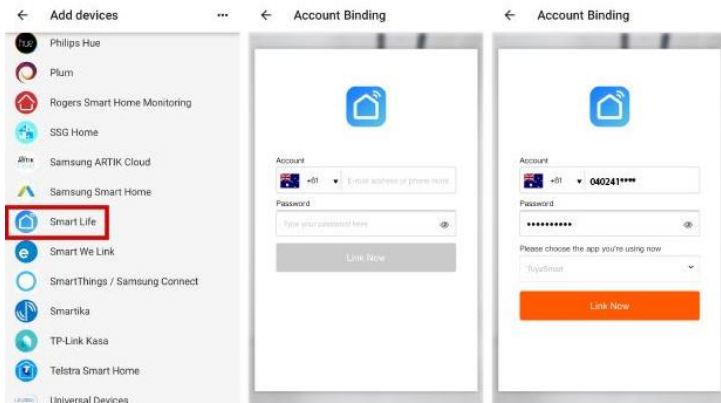 Add devices
Philips Hue
Plum
Rogers Smart Home Monitoring
SSG Home
Samsung ARTIK Cloud
Samsung Smart Home
Smart Life
Smart We Link
SmartThings / Samsung Connect
Smartika
TP-Link Kasa
Telstra Smart Home
Universal Devices
Account Binding
Account
+61
E-mail address or phone num
Password
Type your password here
Link Now
Account Binding
Account
+61 040241****
Password
••••••••••
Please choose the app you're using now
TuyaSmart
Link Now